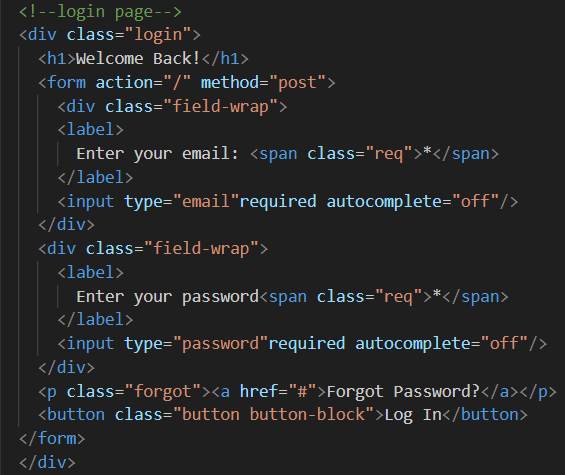 <!--login page-->
<div class="login">
<h1>Welcome Back!</h1>
<form action="/" method="post">
<div class="field-wrap">
<label>
Enter your email: <span class="req">*</span>
</label>
<input type="email"required autocomplete="off"/>
</div>
<div class="field-wrap">
<label>
Enter your password<span class="req">*</span>
</label>
<input type="password"required autocomplete="off"/>
</div>
<p class="forgot"><a href="#">Forgot Password?</a></p>
<button class="button button-block">Log In</button>
</form>
</div>